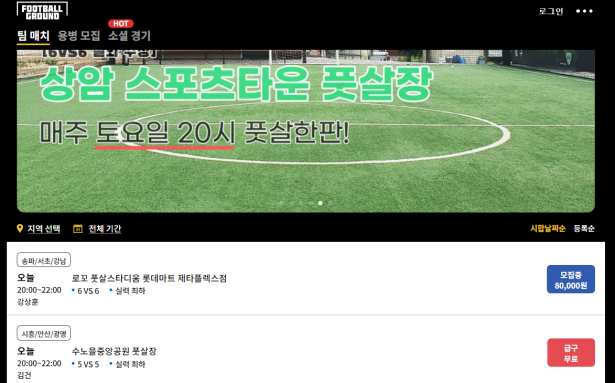 FOOTBALL
GROUND
로그인
HOT
팀 매치 용병 모집 소셜 경기
상암 스포츠타운 풋살장
매주 토요일 20시 풋살한판!
지역 선택 전체 기간 시합날짜순 등록순
송파/서초/강남
오늘 로꼬 풋살스타디움 롯데마트 제타플렉스점
20:00~22:00 6 VS 6 실력 최하
강상훈
모집중
80,000원
시흥/안산/광명
오늘 수노을중앙공원 풋살장
20:00~22:00 5 VS 5 실력 최하
김건
급구
무료